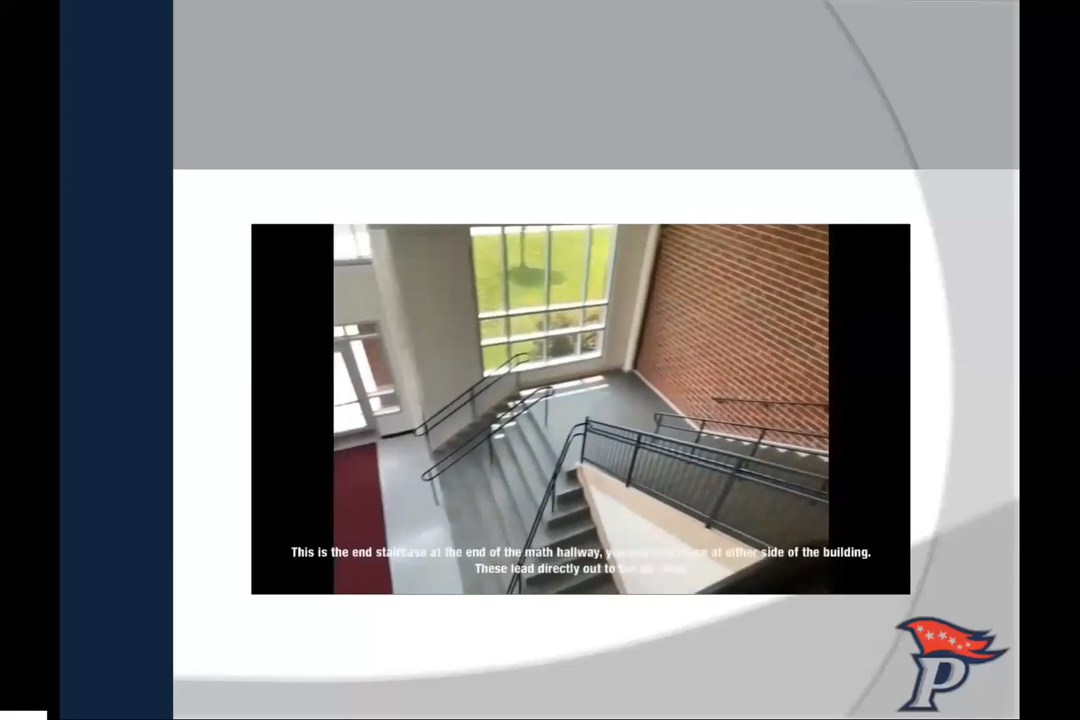 This is the end staircase at the end of the math hallway, at either side of the building.
These lead directly out to
P